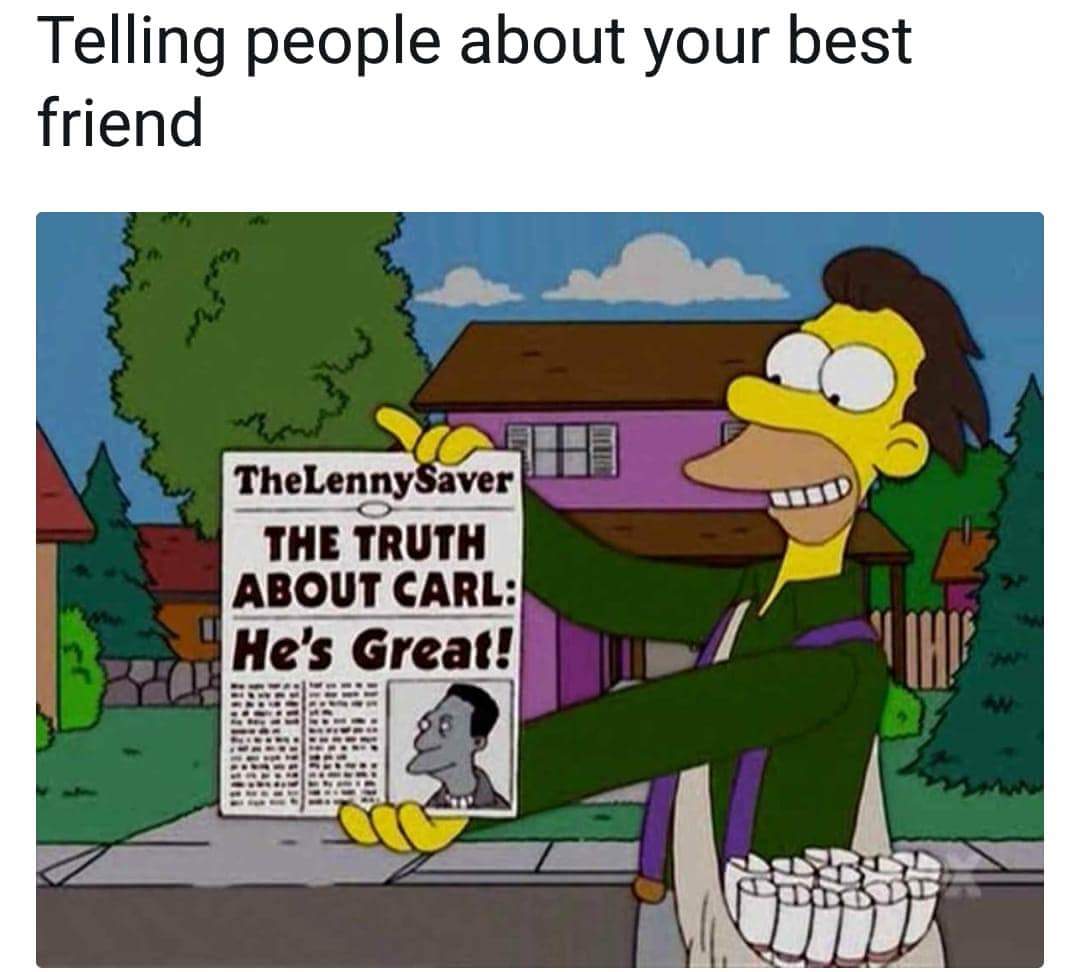 Telling people about your best
friend
TheLennySaver
THE TRUTH
ABOUT CARL:
He's Great!